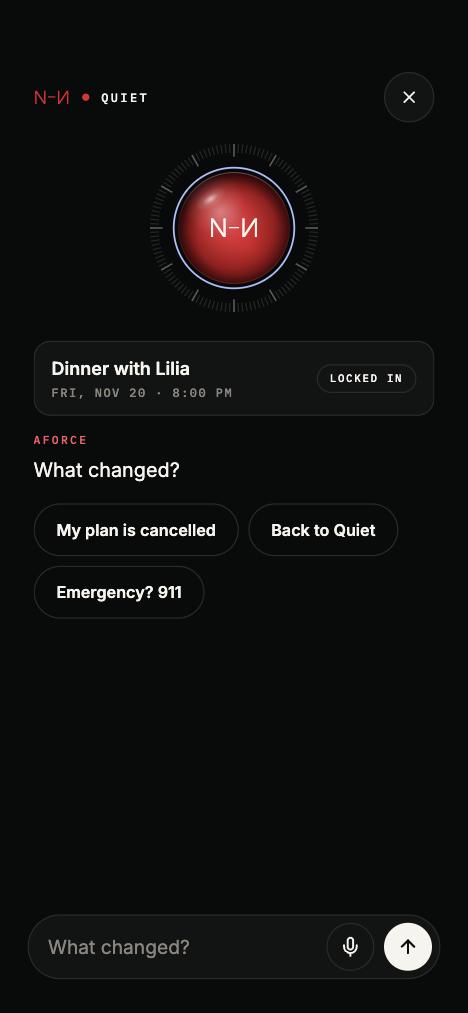 N–И • QUIET
N–И
Dinner with Lilia
FRI, NOV 20 · 8:00 PM
LOCKED IN
AFORCE
What changed?
My plan is cancelled
Back to Quiet
Emergency? 911
What changed?